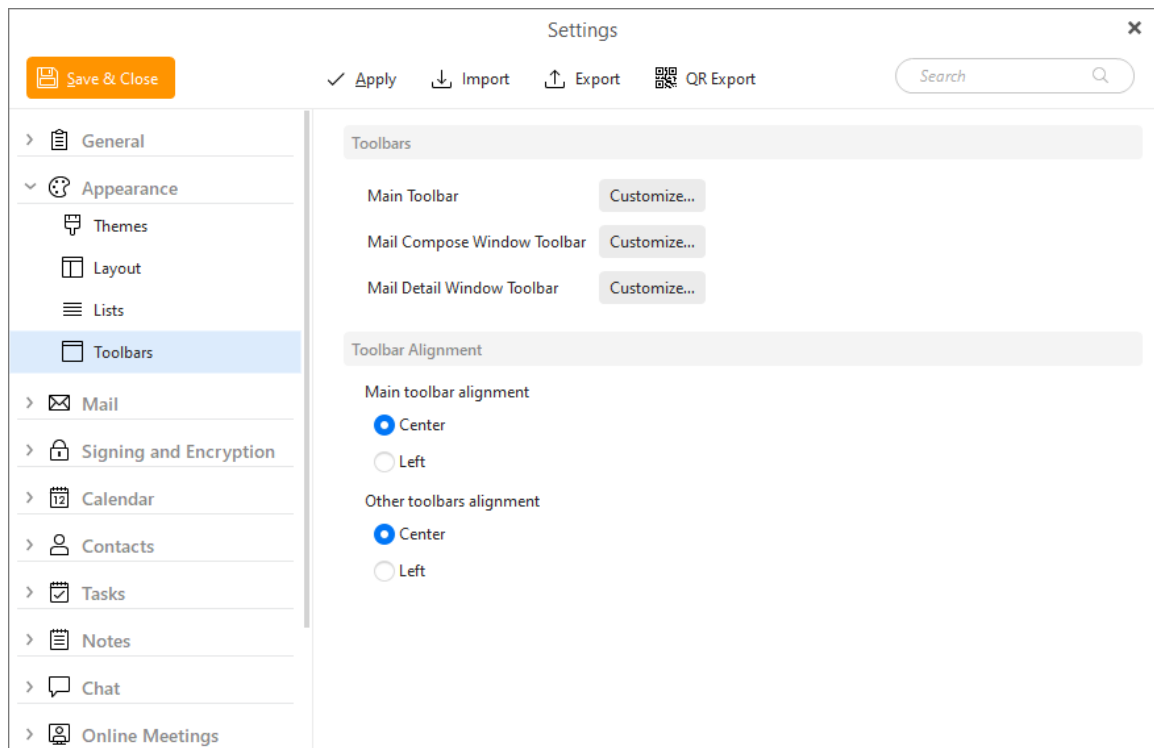 Settings
Save & Close
Apply
Import
Export
QR Export
Search
General
Appearance
Themes
Layout
Lists
Toolbars
Mail
Signing and Encryption
12
Calendar
Contacts
Tasks
Notes
Chat
Online Meetings
Toolbars
Main Toolbar
Customize...
Mail Compose Window Toolbar
Customize...
Mail Detail Window Toolbar
Customize...
Toolbar Alignment
Main toolbar alignment
Center
Left
Other toolbars alignment
Center
Left